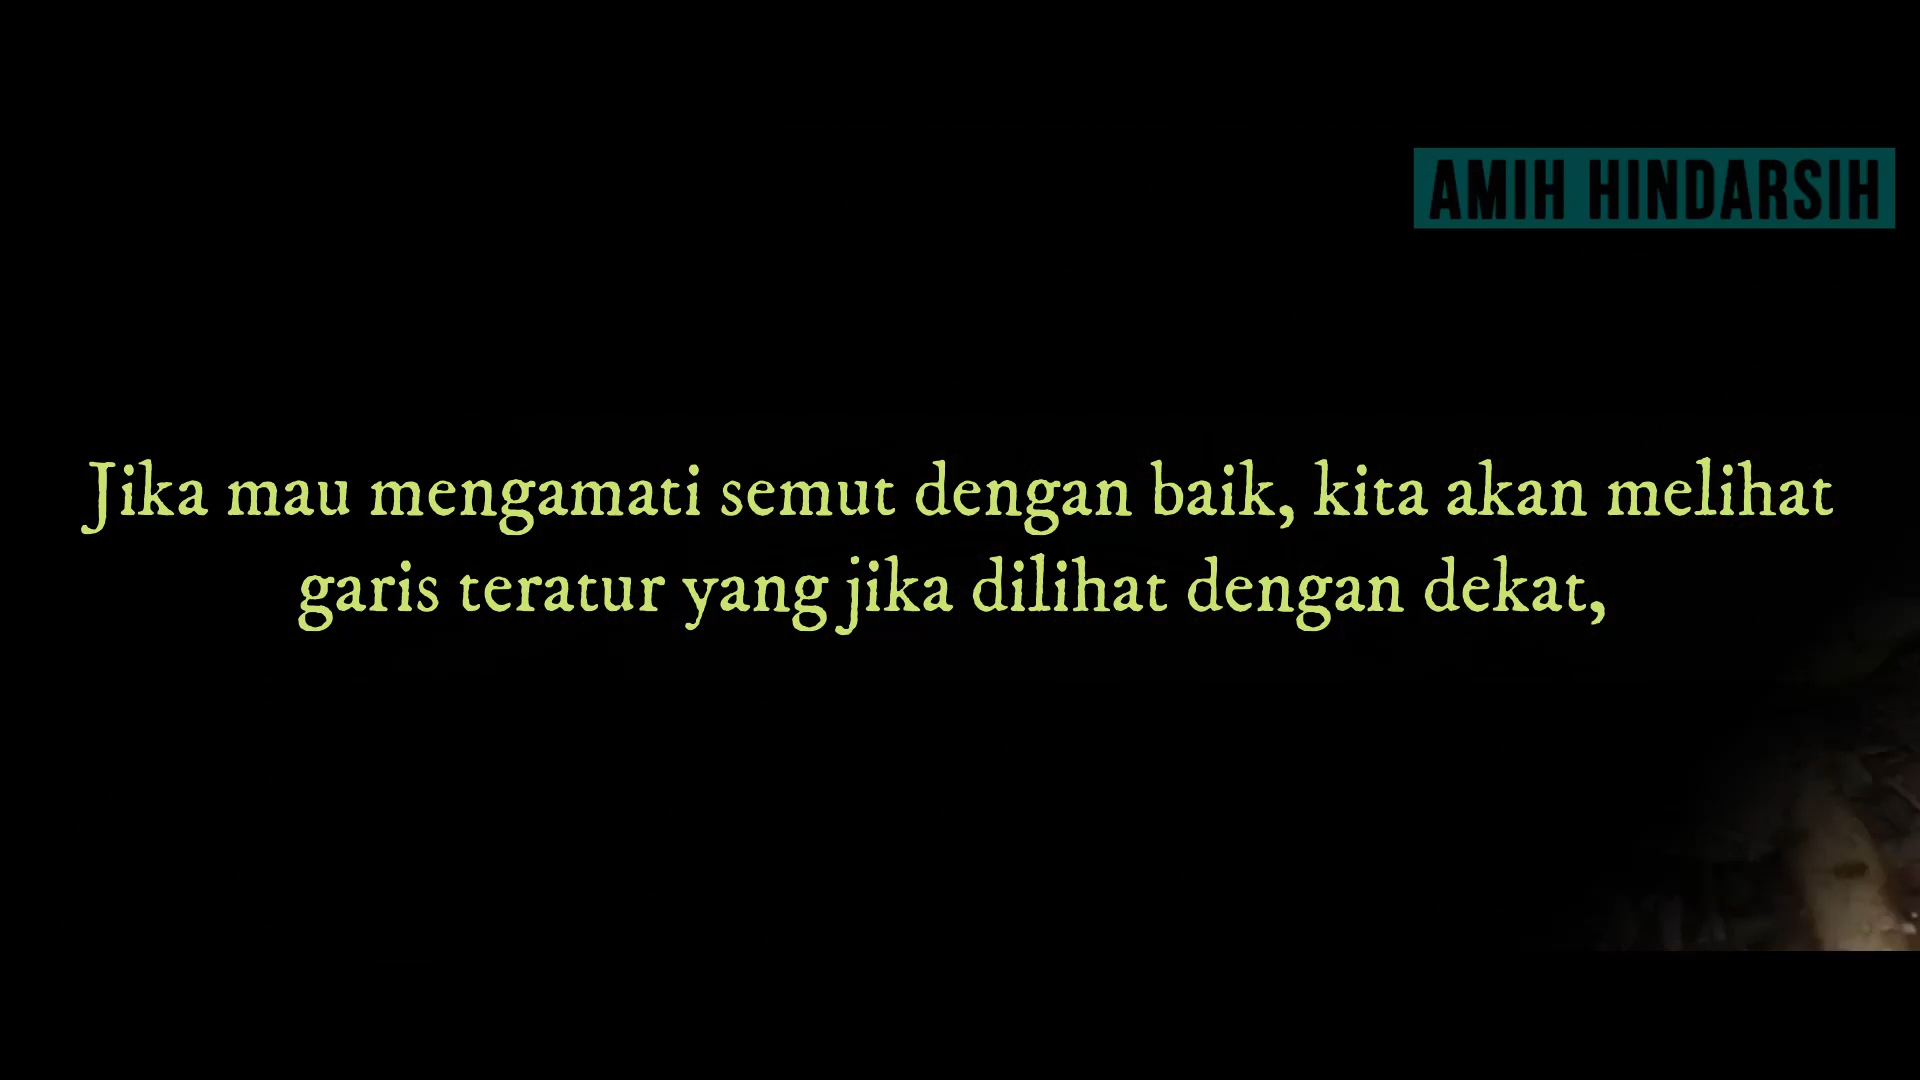 AMIH HINDARSIH
Jika mau mengamati semut dengan baik, kita akan melihat
garis teratur yang jika dilihat dengan dekat,